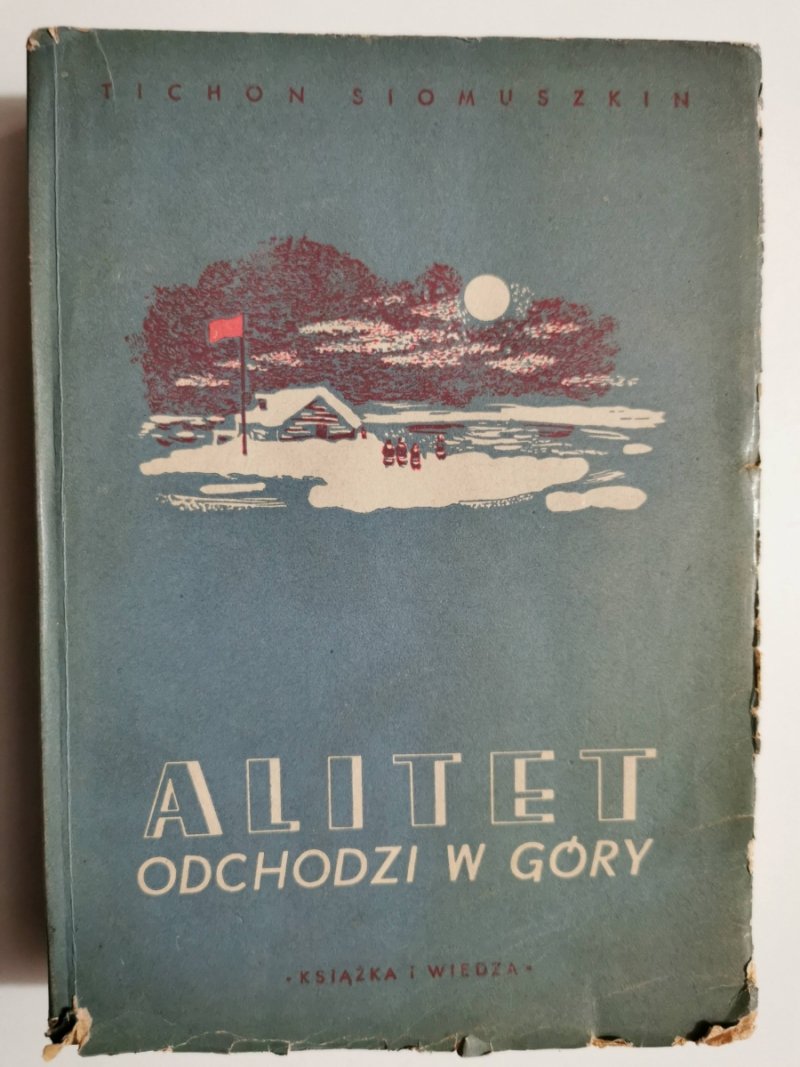 TICHON SIOMUSZKIN
ALITET
ODCHODZI W GÓRY
• KSIĄŻKA I WIEDZA •